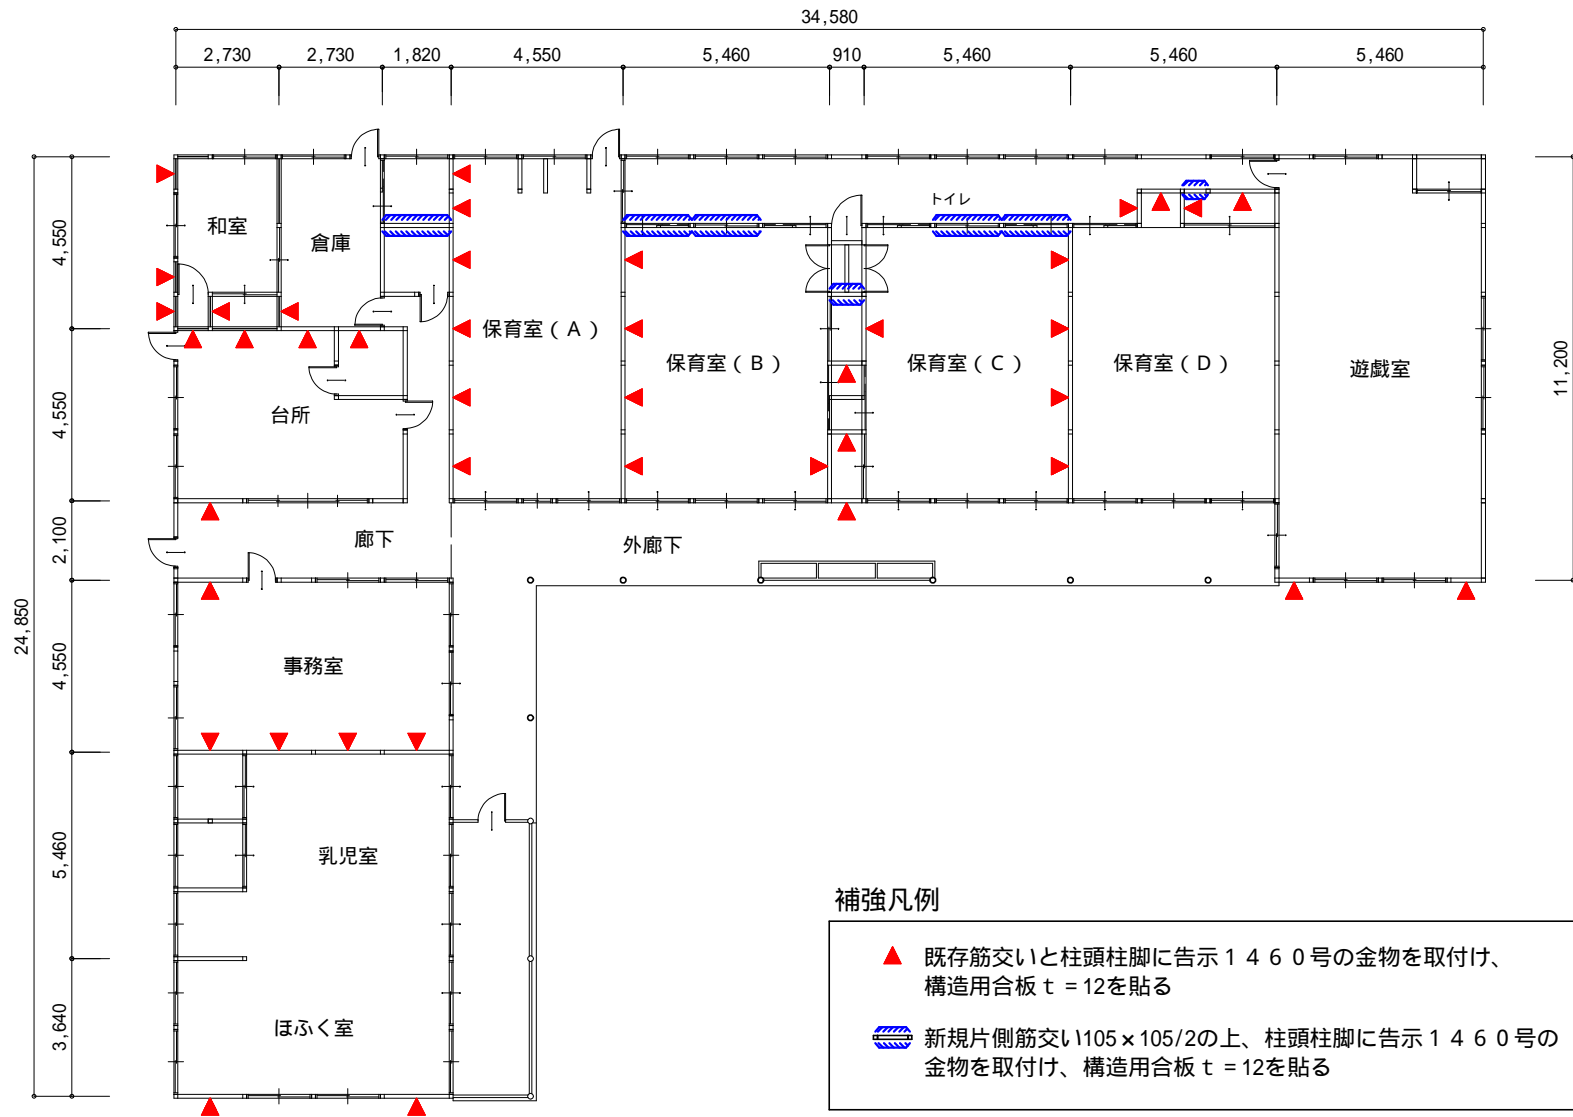 34,580
2,730 2,730 1,820 4,550 5,460 910 5,460 5,460 5,460
トイレ
和室
倉庫
4,550
保育室(A)
保育室(B)
保育室(C)
保育室(D)
遊戯室
11,200
台所
4,550
廊下
外廊下
2,100
24,850
事務室
4,550
乳児室
5,460
ほふく室
3,640
補強凡例
既存筋交いと柱頭柱脚に告示1460号の金物を取付け、
構造用合板t=12を貼る
新規片側筋交い105×105/2の上、柱頭柱脚に告示1460号の
金物を取付け、構造用合板t=12を貼る